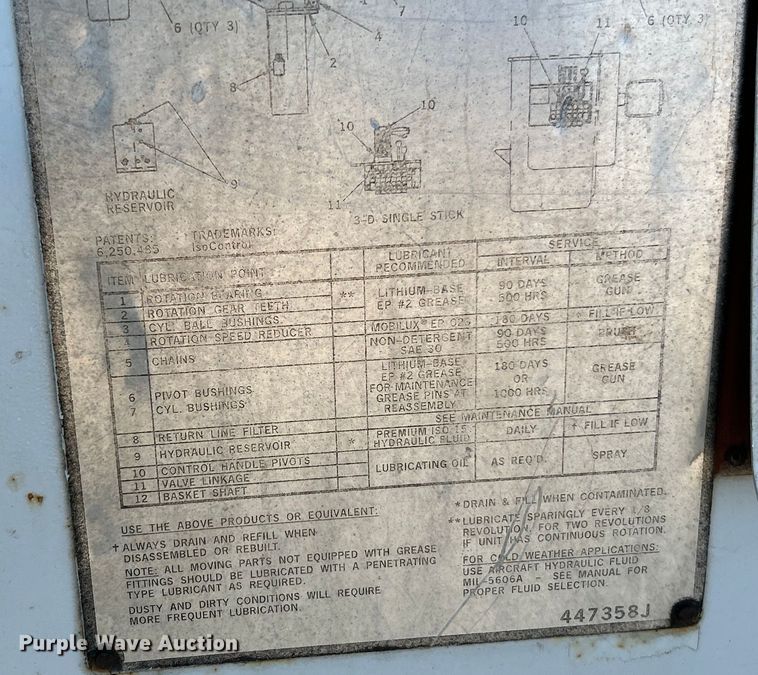 6 (QTY 3)
1
7
4
2
8
10
11
6 (QTY 3)
10
10
9
11
HYDRAULIC
RESERVOIR
3-D SINGLE STICK
PATENTS: TRADEMARKS:
6,250,485 IsoControl
ITEM LUBRICATION POINT LUBRICANT RECOMMENDED SERVICE INTERVAL METHOD
1 ROTATION BEARING ** LITHIUM-BASE 90 DAYS GREASE
2 ROTATION GEAR TEETH EP #2 GREASE 500 HRS GUN
3 CYL. BALL BUSHINGS
4 ROTATION SPEED REDUCER MOBILUX EP 023 180 DAYS † FILL IF LOW
5 CHAINS NON-DETERGENT SAE 30 90 DAYS 500 HRS BRUSH
6 PIVOT BUSHINGS LITHIUM-BASE EP #2 GREASE 180 DAYS GREASE
7 CYL. BUSHINGS FOR MAINTENANCE GREASE PINS AT REASSEMBLY OR 1000 HRS GUN
8 RETURN LINE FILTER SEE MAINTENANCE MANUAL
9 HYDRAULIC RESERVOIR * PREMIUM ISO 15 HYDRAULIC FLUID DAILY † FILL IF LOW
10 CONTROL HANDLE PIVOTS
11 VALVE LINKAGE LUBRICATING OIL AS REQ'D. SPRAY
12 BASKET SHAFT
USE THE ABOVE PRODUCTS OR EQUIVALENT:
† ALWAYS DRAIN AND REFILL WHEN
DISASSEMBLED OR REBUILT.
NOTE: ALL MOVING PARTS NOT EQUIPPED WITH GREASE
FITTINGS SHOULD BE LUBRICATED WITH A PENETRATING
TYPE LUBRICANT AS REQUIRED.
DUSTY AND DIRTY CONDITIONS WILL REQUIRE
MORE FREQUENT LUBRICATION.
* DRAIN & FILL WHEN CONTAMINATED.
** LUBRICATE SPARINGLY EVERY 1/8
REVOLUTION, FOR TWO REVOLUTIONS
IF UNIT HAS CONTINUOUS ROTATION.
FOR COLD WEATHER APPLICATIONS:
USE AIRCRAFT HYDRAULIC FLUID
MIL-5606A - SEE MANUAL FOR
PROPER FLUID SELECTION.
447358J
Purple Wave Auction